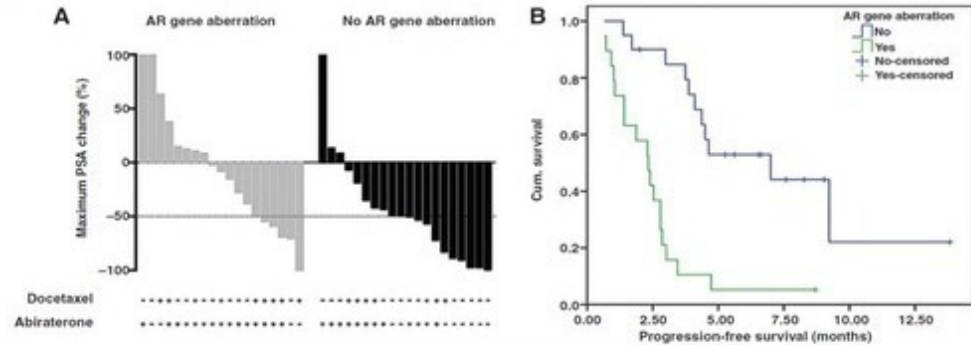 A
AR gene aberration
No AR gene aberration
Maximum PSA change (%)
100
50
0
−50
−100
Docetaxel
Abiraterone
B
AR gene aberration
No
Yes
No-censored
Yes-censored
Cum. survival
1.0
0.8
0.6
0.4
0.2
0.0
0.00 2.50 5.00 7.50 10.00 12.50
Progression-free survival (months)